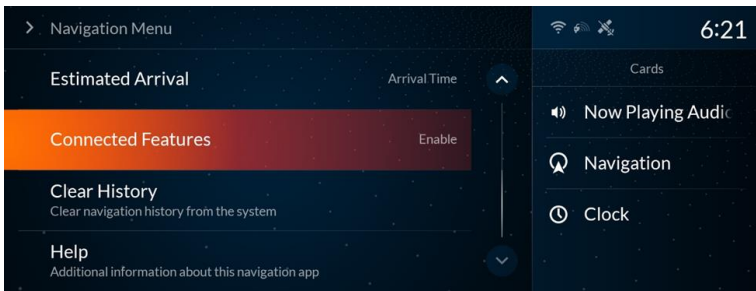 Navigation Menu
6:21
Estimated Arrival
Arrival Time
Connected Features
Enable
Clear History
Clear navigation history from the system
Help
Additional information about this navigation app
Cards
Now Playing Audio
Navigation
Clock